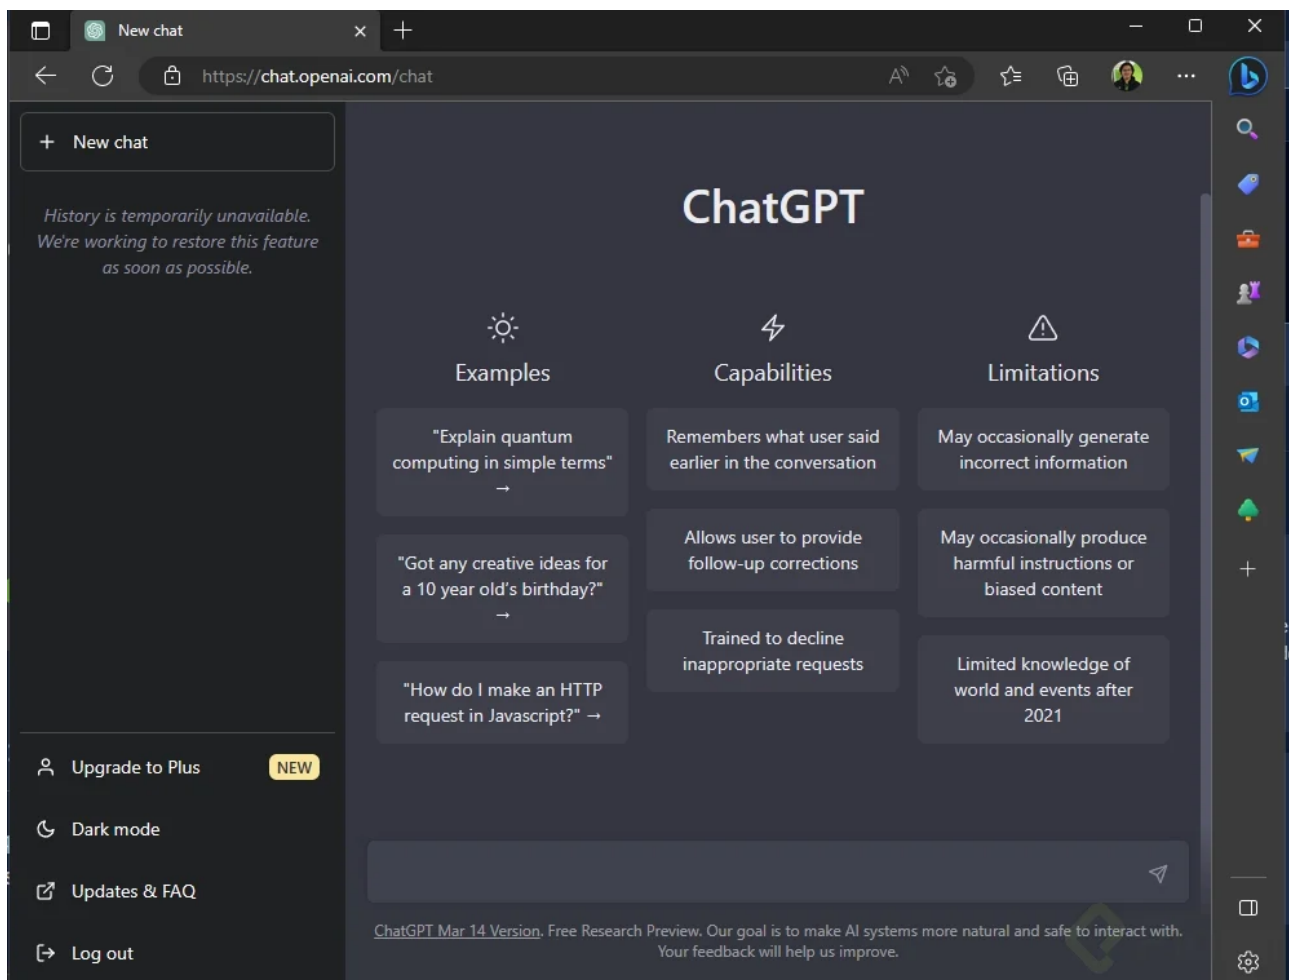 New chat
https://chat.openai.com/chat
New chat
History is temporarily unavailable.
We're working to restore this feature
as soon as possible.
ChatGPT
Examples
"Explain quantum
computing in simple terms"
→
"Got any creative ideas for
a 10 year old's birthday?"
→
"How do I make an HTTP
request in Javascript?" →
Capabilities
Remembers what user said
earlier in the conversation
Allows user to provide
follow-up corrections
Trained to decline
inappropriate requests
Limitations
May occasionally generate
incorrect information
May occasionally produce
harmful instructions or
biased content
Limited knowledge of
world and events after
2021
Upgrade to Plus NEW
Dark mode
Updates & FAQ
Log out
ChatGPT Mar 14 Version. Free Research Preview. Our goal is to make AI systems more natural and safe to interact with.
Your feedback will help us improve.